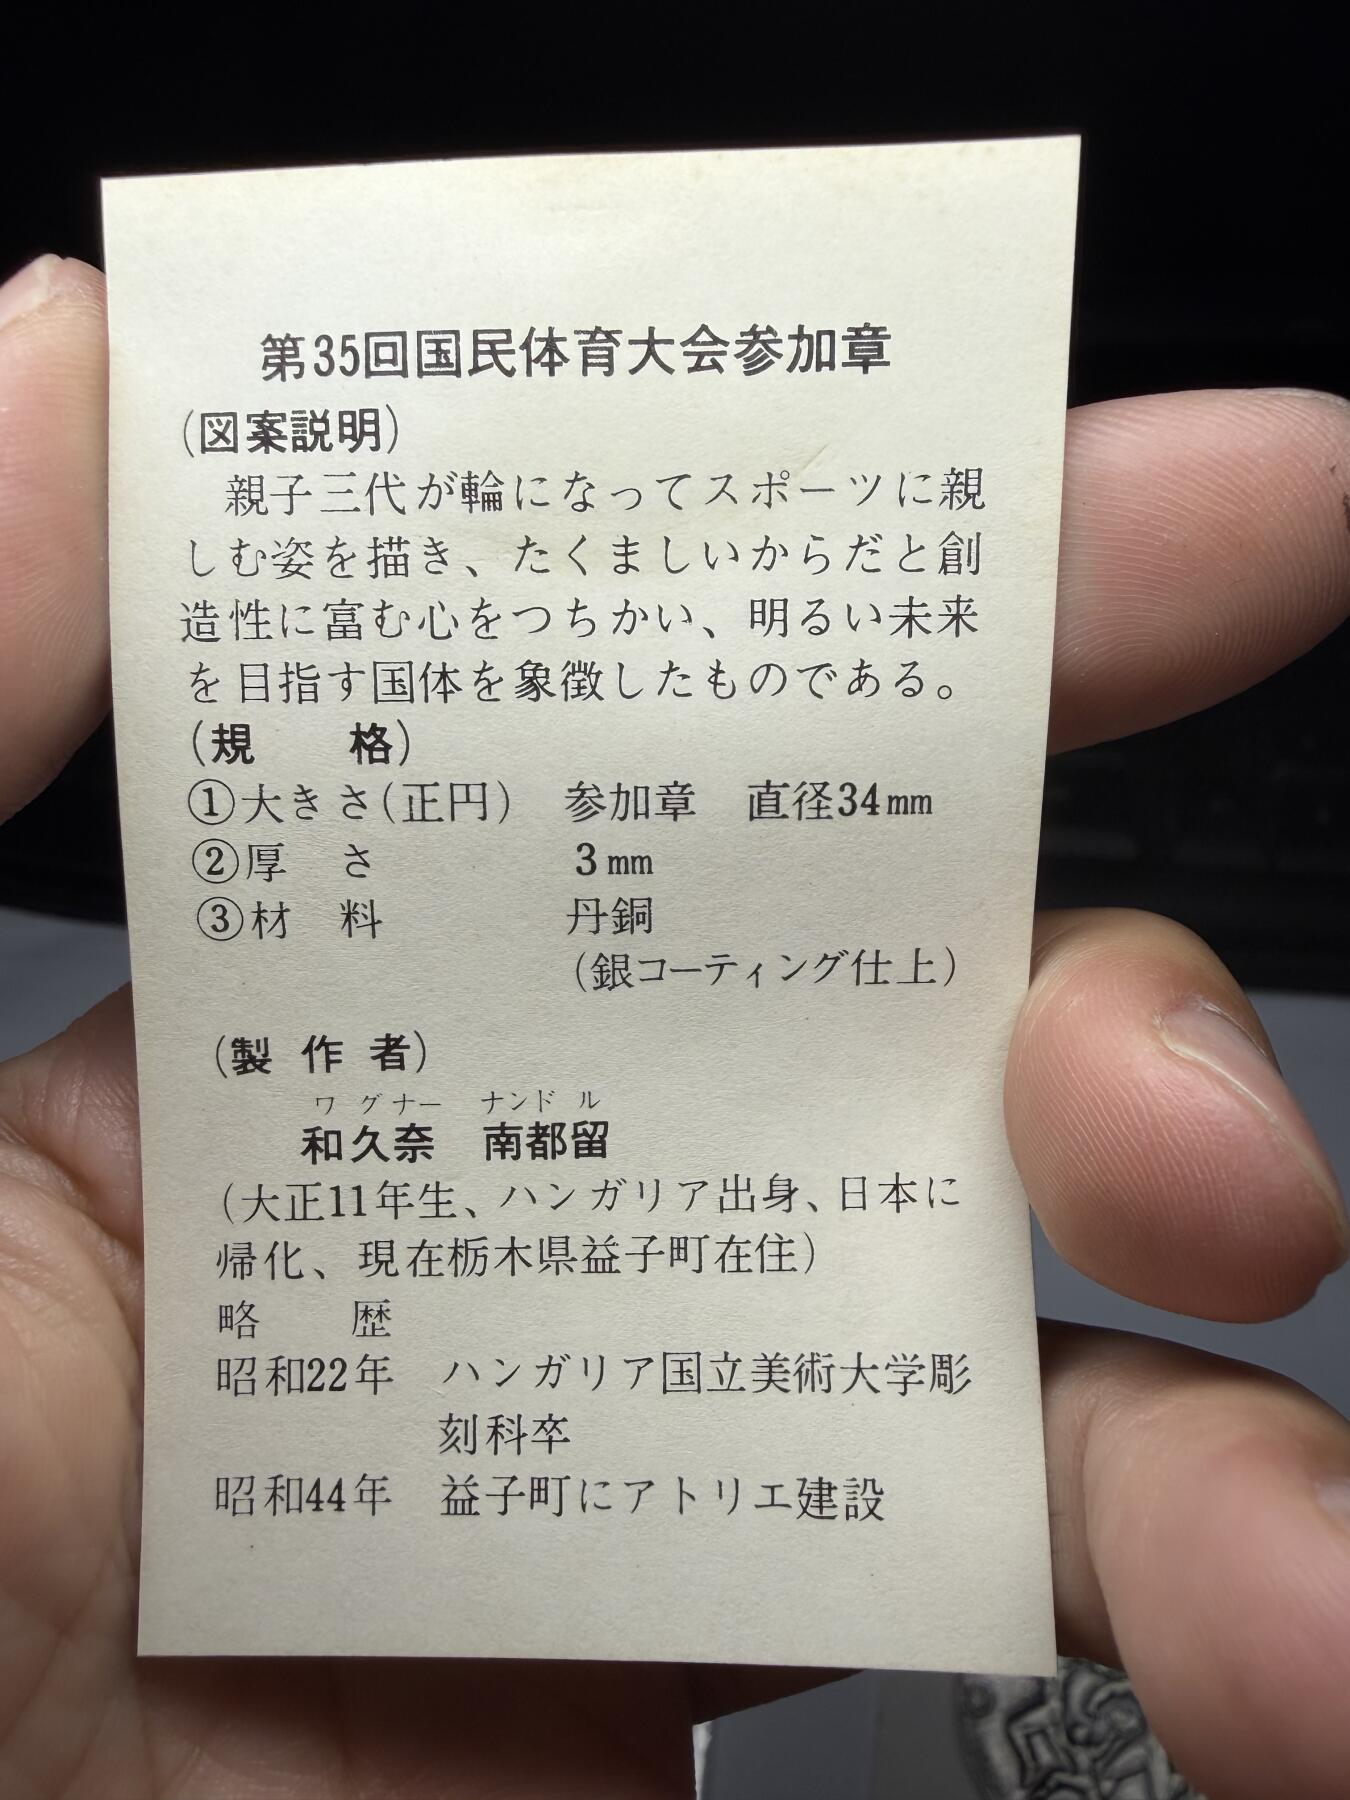 第35回国民体育大会参加章
（図案説明）
親子三代が輪になってスポーツに親
しむ姿を描き、たくましいからだと創
造性に富む心をつちかい、明るい未来
を目指す国体を象徴したものである。
（規　　格）
①大きさ（正円）　参加章　直径34mm
②厚　さ　　　　　3mm
③材　料　　　　　丹銅
（銀コーティング仕上）
（製 作 者）
ワグナー　ナンドル
和久奈　南都留
（大正11年生、ハンガリア出身、日本に
帰化、現在栃木県益子町在住）
略　　歴
昭和22年　ハンガリア国立美術大学彫
刻科卒
昭和44年　益子町にアトリエ建設